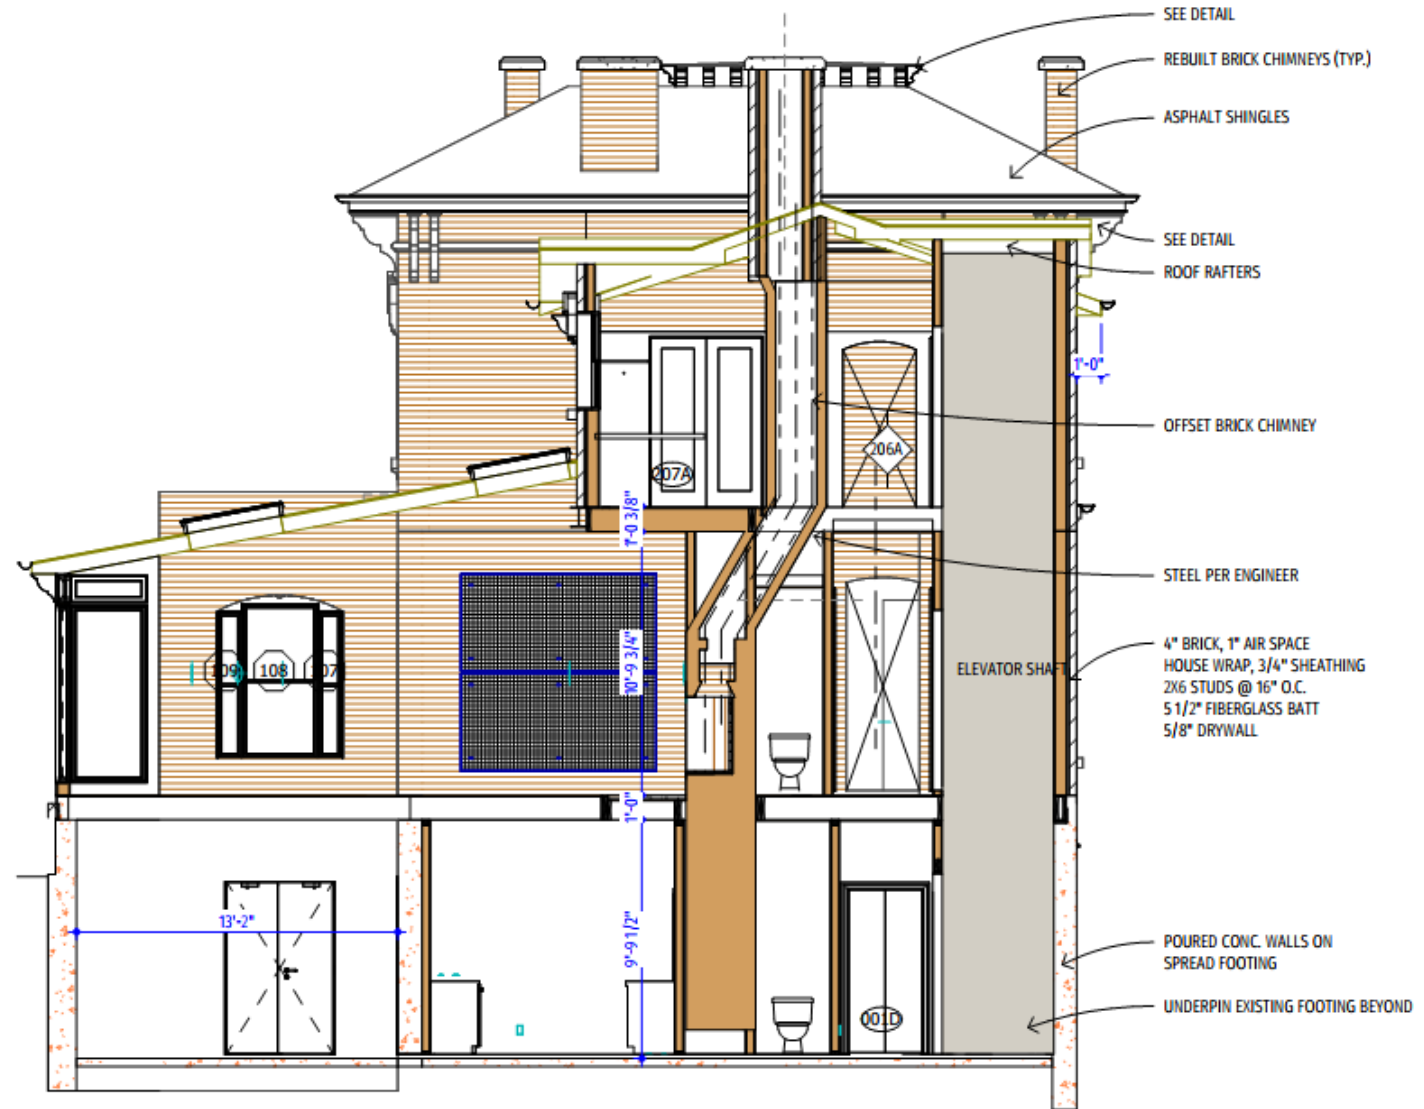 SEE DETAIL
REBUILT BRICK CHIMNEYS (TYP.)
ASPHALT SHINGLES
SEE DETAIL
ROOF RAFTERS
1'-0"
OFFSET BRICK CHIMNEY
206A
207A
1'-0 3/8"
STEEL PER ENGINEER
4" BRICK, 1" AIR SPACE
HOUSE WRAP, 3/4" SHEATHING
2X6 STUDS @ 16" O.C.
5 1/2" FIBERGLASS BATT
5/8" DRYWALL
109
108
107
10'-9 3/4"
ELEVATOR SHAFT
1'-0"
13'-2"
9'-9 1/2"
POURED CONC. WALLS ON
SPREAD FOOTING
UNDERPIN EXISTING FOOTING BEYOND
001D